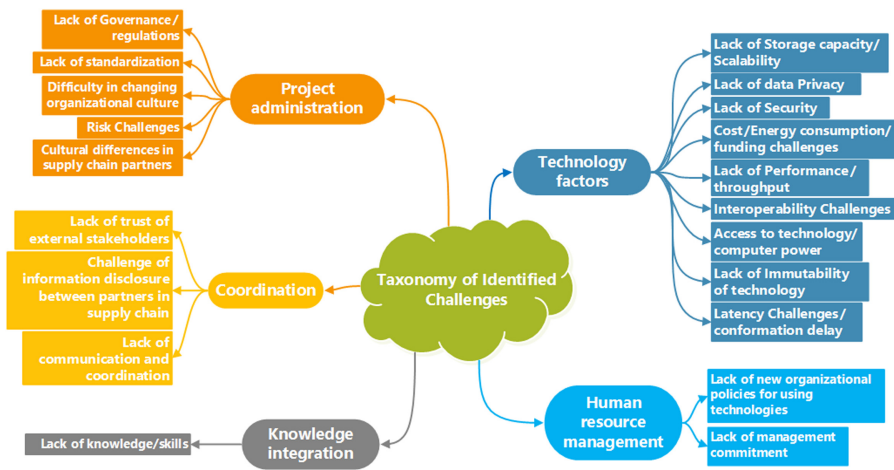 Lack of Governance/
regulations
Lack of standardization
Difficulty in changing
organizational culture
Risk Challenges
Cultural differences in
supply chain partners
Project
administration
Lack of trust of
external stakeholders
Challenge of
information disclosure
between partners in
supply chain
Lack of
communication and
coordination
Coordination
Taxonomy of Identified
Challenges
Lack of knowledge/skills
Knowledge
integration
Technology
factors
Lack of Storage capacity/
Scalability
Lack of data Privacy
Lack of Security
Cost/Energy consumption/
funding challenges
Lack of Performance/
throughput
Interoperability Challenges
Access to technology/
computer power
Lack of Immutability
of technology
Latency Challenges/
conformation delay
Human
resource
management
Lack of new organizational
policies for using
technologies
Lack of management
commitment